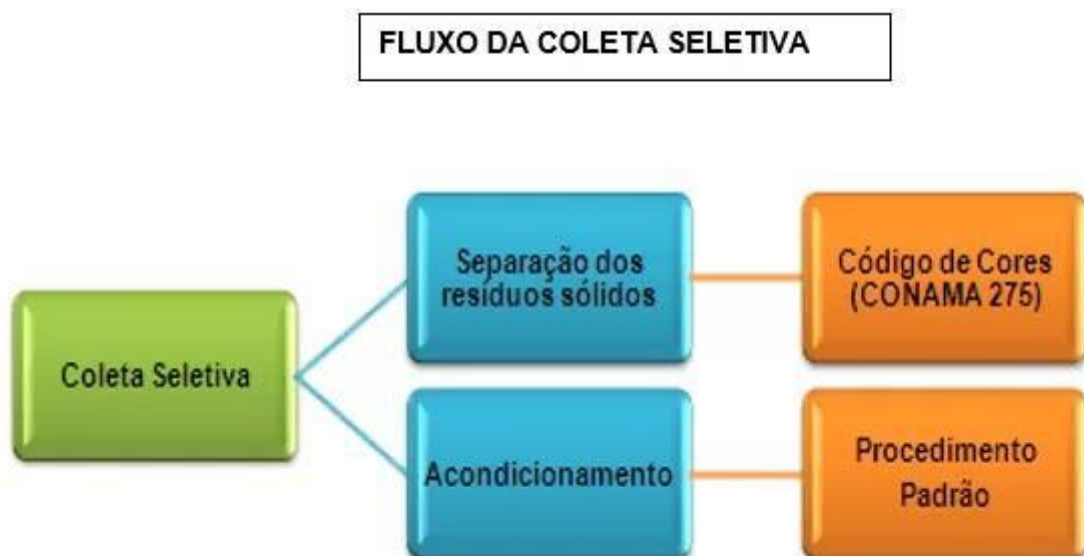 FLUXO DA COLETA SELETIVA
Coleta Seletiva
Separação dos
resíduos sólidos
Código de Cores
(CONAMA 275)
Acondicionamento
Procedimento
Padrão